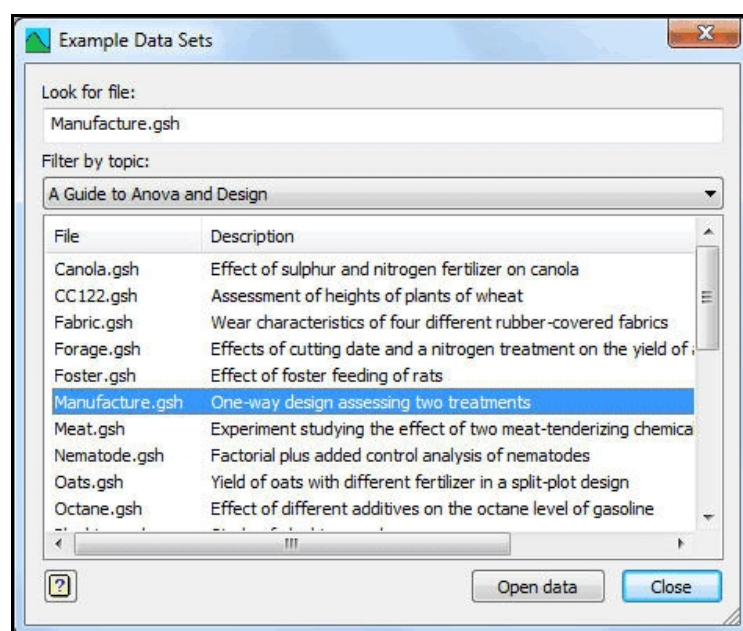 Example Data Sets
Look for file:
Manufacture.gsh
Filter by topic:
A Guide to Anova and Design
File Description
Canola.gsh Effect of sulphur and nitrogen fertilizer on canola
CC122.gsh Assessment of heights of plants of wheat
Fabric.gsh Wear characteristics of four different rubber-covered fabrics
Forage.gsh Effects of cutting date and a nitrogen treatment on the yield of
Foster.gsh Effect of foster feeding of rats
Manufacture.gsh One-way design assessing two treatments
Meat.gsh Experiment studying the effect of two meat-tenderizing chemica
Nematode.gsh Factorial plus added control analysis of nematodes
Oats.gsh Yield of oats with different fertilizer in a split-plot design
Octane.gsh Effect of different additives on the octane level of gasoline
? Open data Close